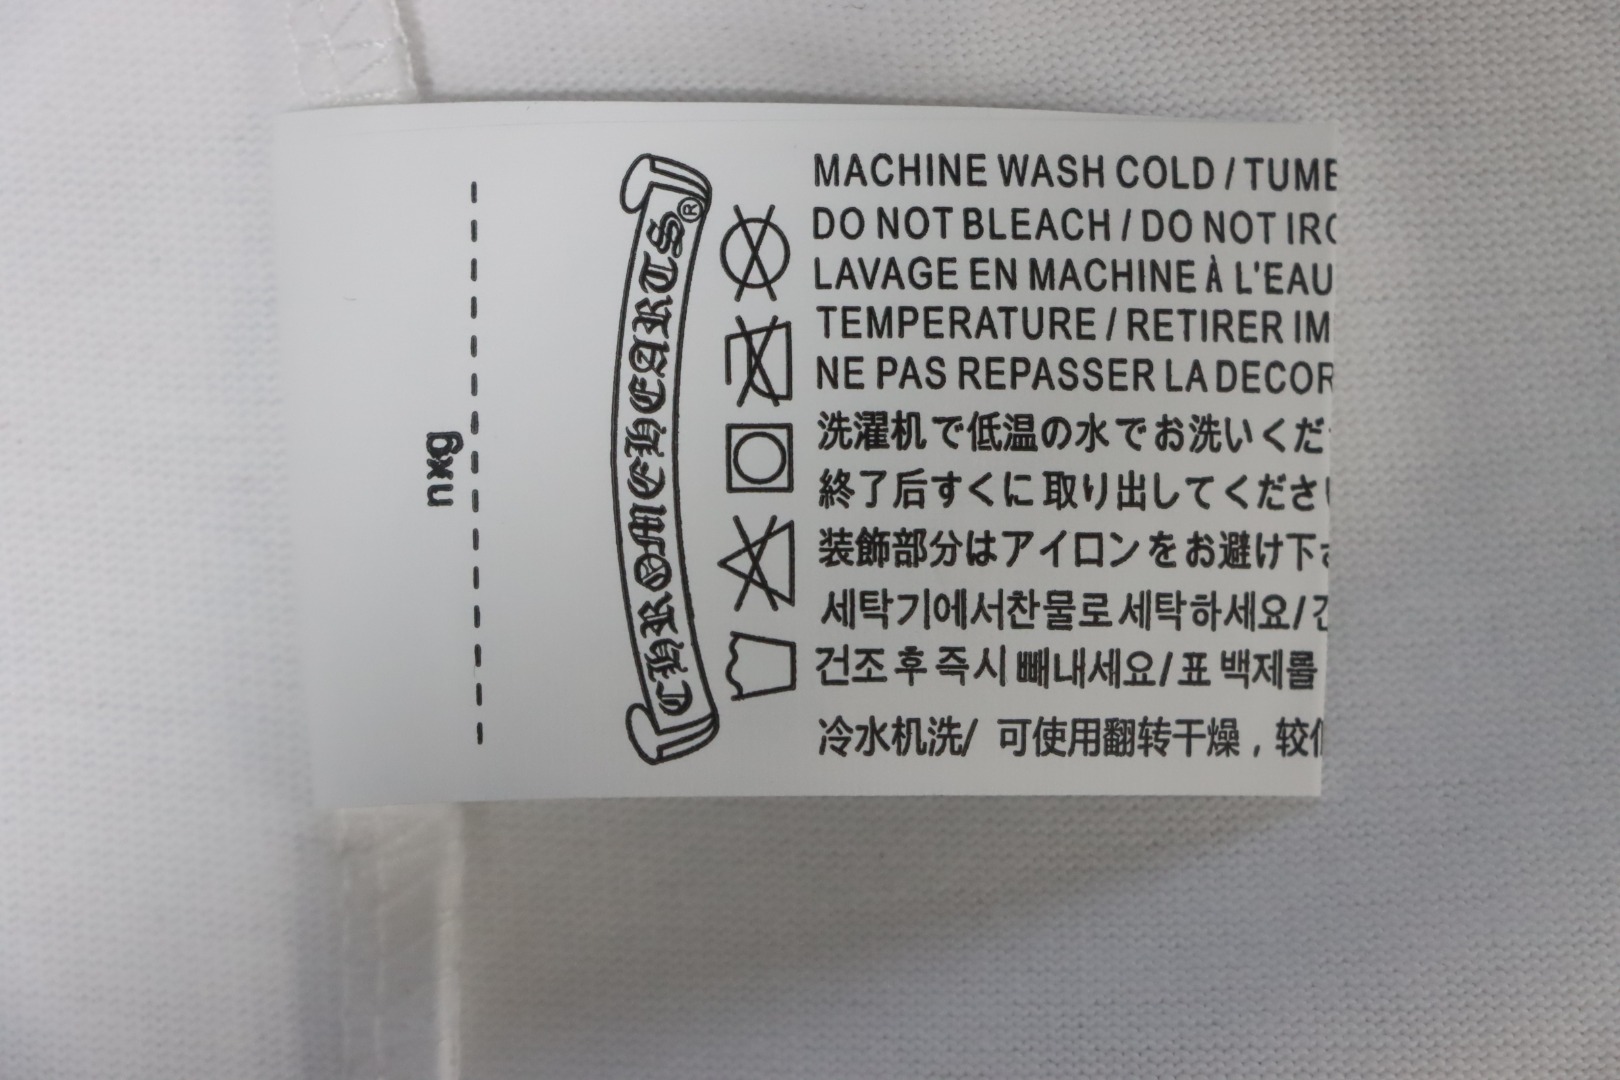 nxg
CHROME HEARTS®
MACHINE WASH COLD / TUMB
DO NOT BLEACH / DO NOT IRO
LAVAGE EN MACHINE À L'EAU
TEMPERATURE / RETIRER IM
NE PAS REPASSER LA DECOR
洗濯机で低温の水でお洗いくだ
終了后すくに取り出してください
装飾部分はアイロンをお避け下さ
세탁기에서찬물로세탁하세요/
건조후즉시빼내세요/표백제를
冷水机洗/ 可使用翻转干燥，较